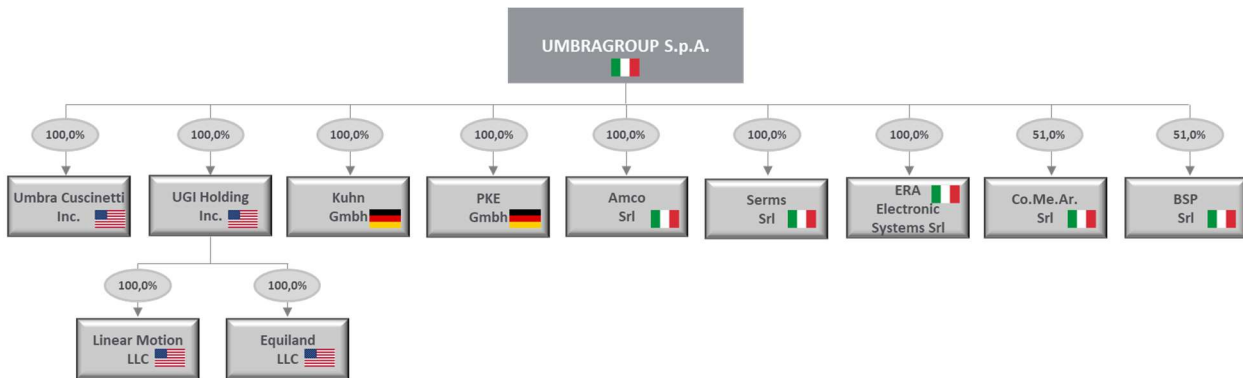 UMBRAGROUP S.p.A.
100,0%
100,0%
100,0%
100,0%
100,0%
100,0%
100,0%
51,0%
51,0%
Umbra Cuscinetti
Inc.
UGI Holding
Inc.
Kuhn
Gmbh
PKE
Gmbh
Amco
Srl
Serms
Srl
ERA
Electronic
Systems Srl
Co.Me.Ar.
Srl
BSP
Srl
100,0%
100,0%
Linear Motion
LLC
Equiland
LLC